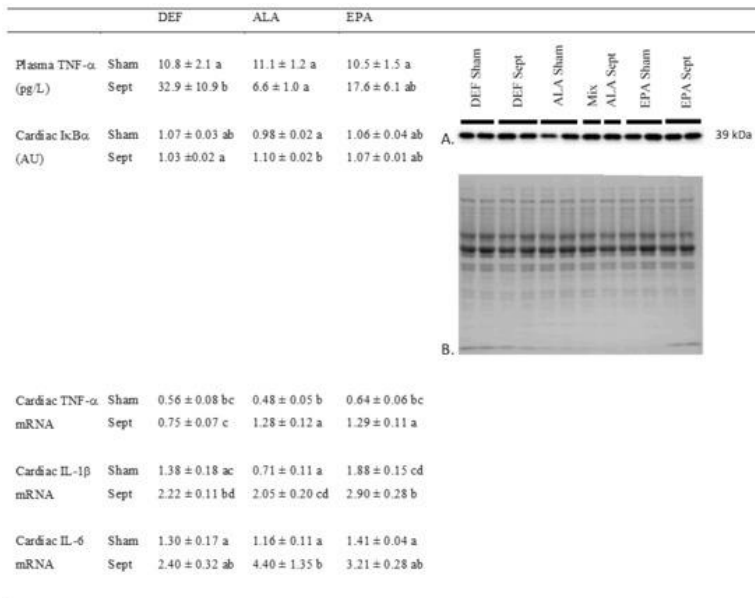 DEF ALA EPA
Plasma TNF-α Sham 10.8 ± 2.1 a 11.1 ± 1.2 a 10.5 ± 1.5 a
(pg/L) Sept 32.9 ± 10.9 b 6.6 ± 1.0 a 17.6 ± 6.1 ab
Cardiac IκBα Sham 1.07 ± 0.03 ab 0.98 ± 0.02 a 1.06 ± 0.04 ab
(AU) Sept 1.03 ±0.02 a 1.10 ± 0.02 b 1.07 ± 0.01 ab
DEF Sham
DEF Sept
ALA Sham
Mix
ALA Sept
EPA Sham
EPA Sept
A.
39 kDa
B.
Cardiac TNF-α Sham 0.56 ± 0.08 bc 0.48 ± 0.05 b 0.64 ± 0.06 bc
mRNA Sept 0.75 ± 0.07 c 1.28 ± 0.12 a 1.29 ± 0.11 a
Cardiac IL-1β Sham 1.38 ± 0.18 ac 0.71 ± 0.11 a 1.88 ± 0.15 cd
mRNA Sept 2.22 ± 0.11 bd 2.05 ± 0.20 cd 2.90 ± 0.28 b
Cardiac IL-6 Sham 1.30 ± 0.17 a 1.16 ± 0.11 a 1.41 ± 0.04 a
mRNA Sept 2.40 ± 0.32 ab 4.40 ± 1.35 b 3.21 ± 0.28 ab